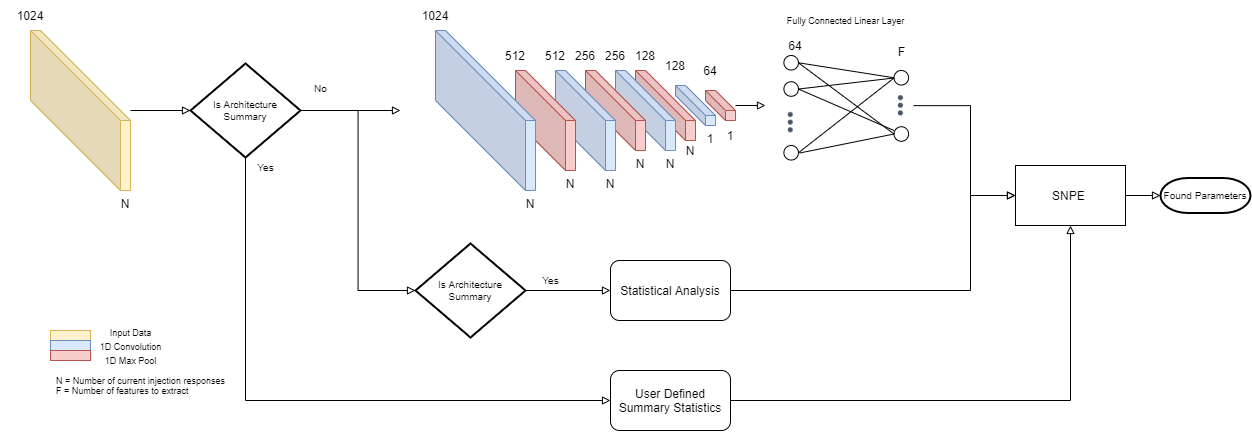 1024
1024
Fully Connected Linear Layer
64
F
512
512
256
256
128
128
64
No
Is Architecture
Summary
1
1
N
N
N
N
N
Yes
N
N
SNPE
Found Parameters
Is Architecture
Summary
Yes
Statistical Analysis
Input Data
1D Convolution
1D Max Pool
N = Number of current injection responses
F = Number of features to extract
User Defined
Summary Statistics